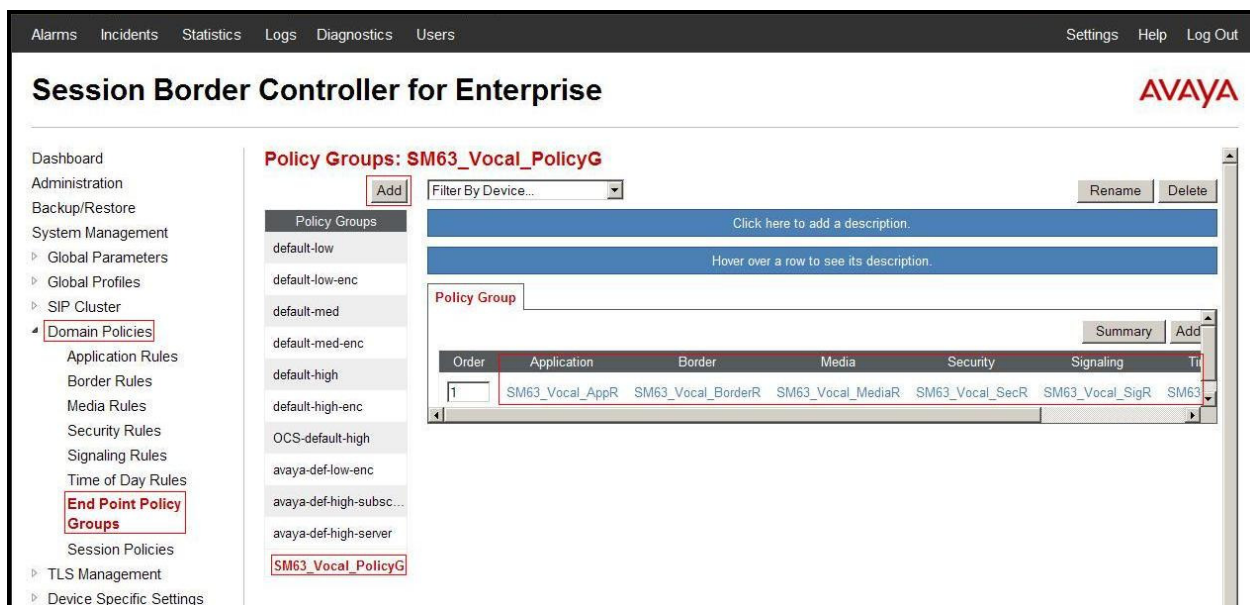 Alarms Incidents Statistics Logs Diagnostics Users Settings Help Log Out
Session Border Controller for Enterprise
AVAYA
Dashboard
Administration
Backup/Restore
System Management
Global Parameters
Global Profiles
SIP Cluster
Domain Policies
Application Rules
Border Rules
Media Rules
Security Rules
Signaling Rules
Time of Day Rules
End Point Policy
Groups
Session Policies
TLS Management
Device Specific Settings
Policy Groups: SM63_Vocal_PolicyG
Add
Filter By Device...
Rename Delete
Policy Groups
default-low
default-low-enc
default-med
default-med-enc
default-high
default-high-enc
OCS-default-high
avaya-def-low-enc
avaya-def-high-subsc...
avaya-def-high-server
SM63_Vocal_PolicyG
Click here to add a description.
Hover over a row to see its description.
Policy Group
Summary Add
Order Application Border Media Security Signaling
1 SM63_Vocal_AppR SM63_Vocal_BorderR SM63_Vocal_MediaR SM63_Vocal_SecR SM63_Vocal_SigR SM63